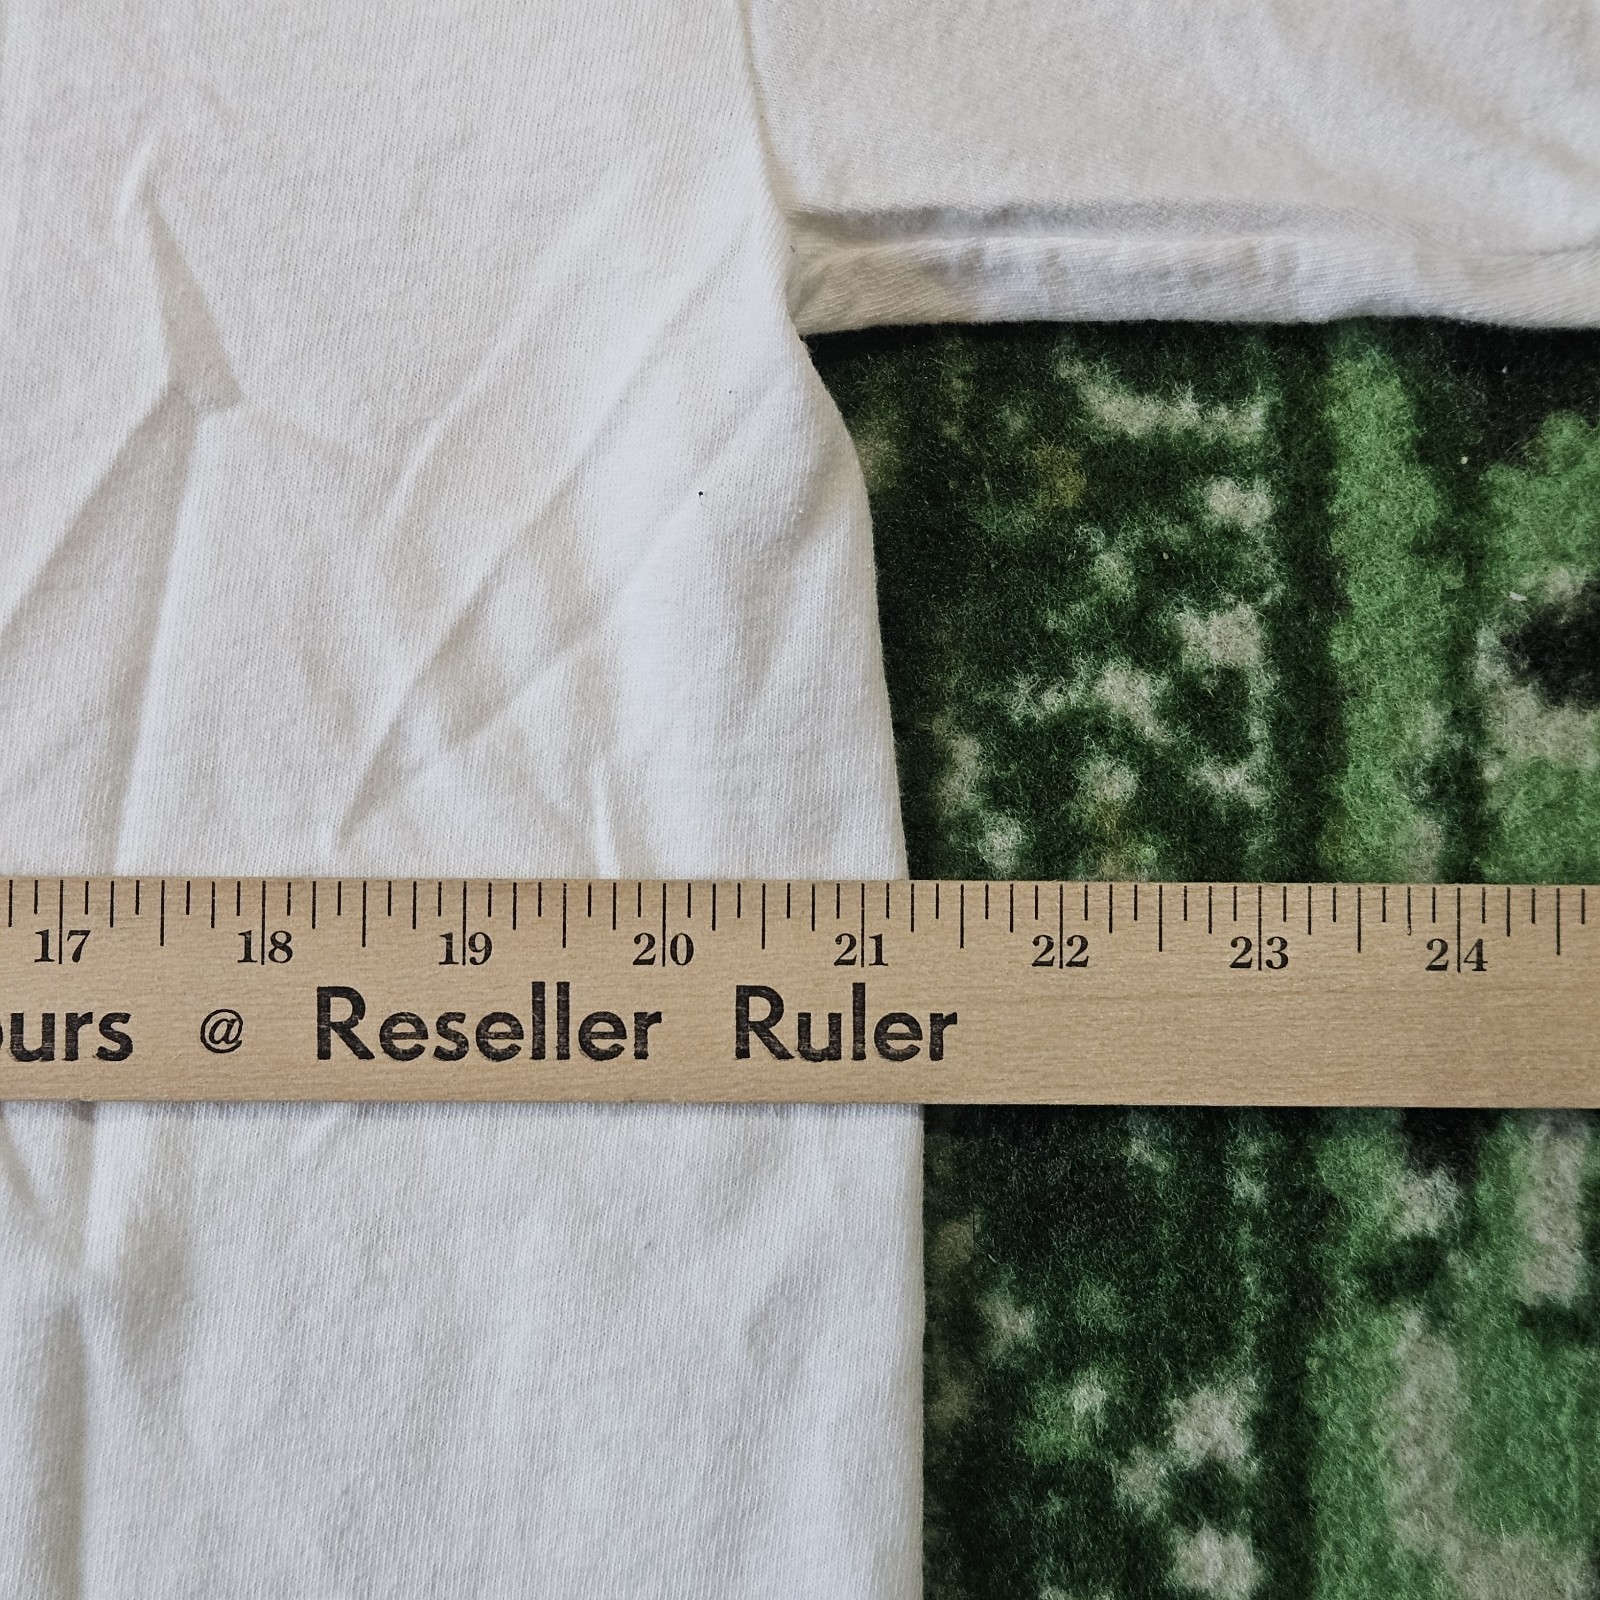 17 18 19 20 21 22 23 24
ours @ Reseller Ruler